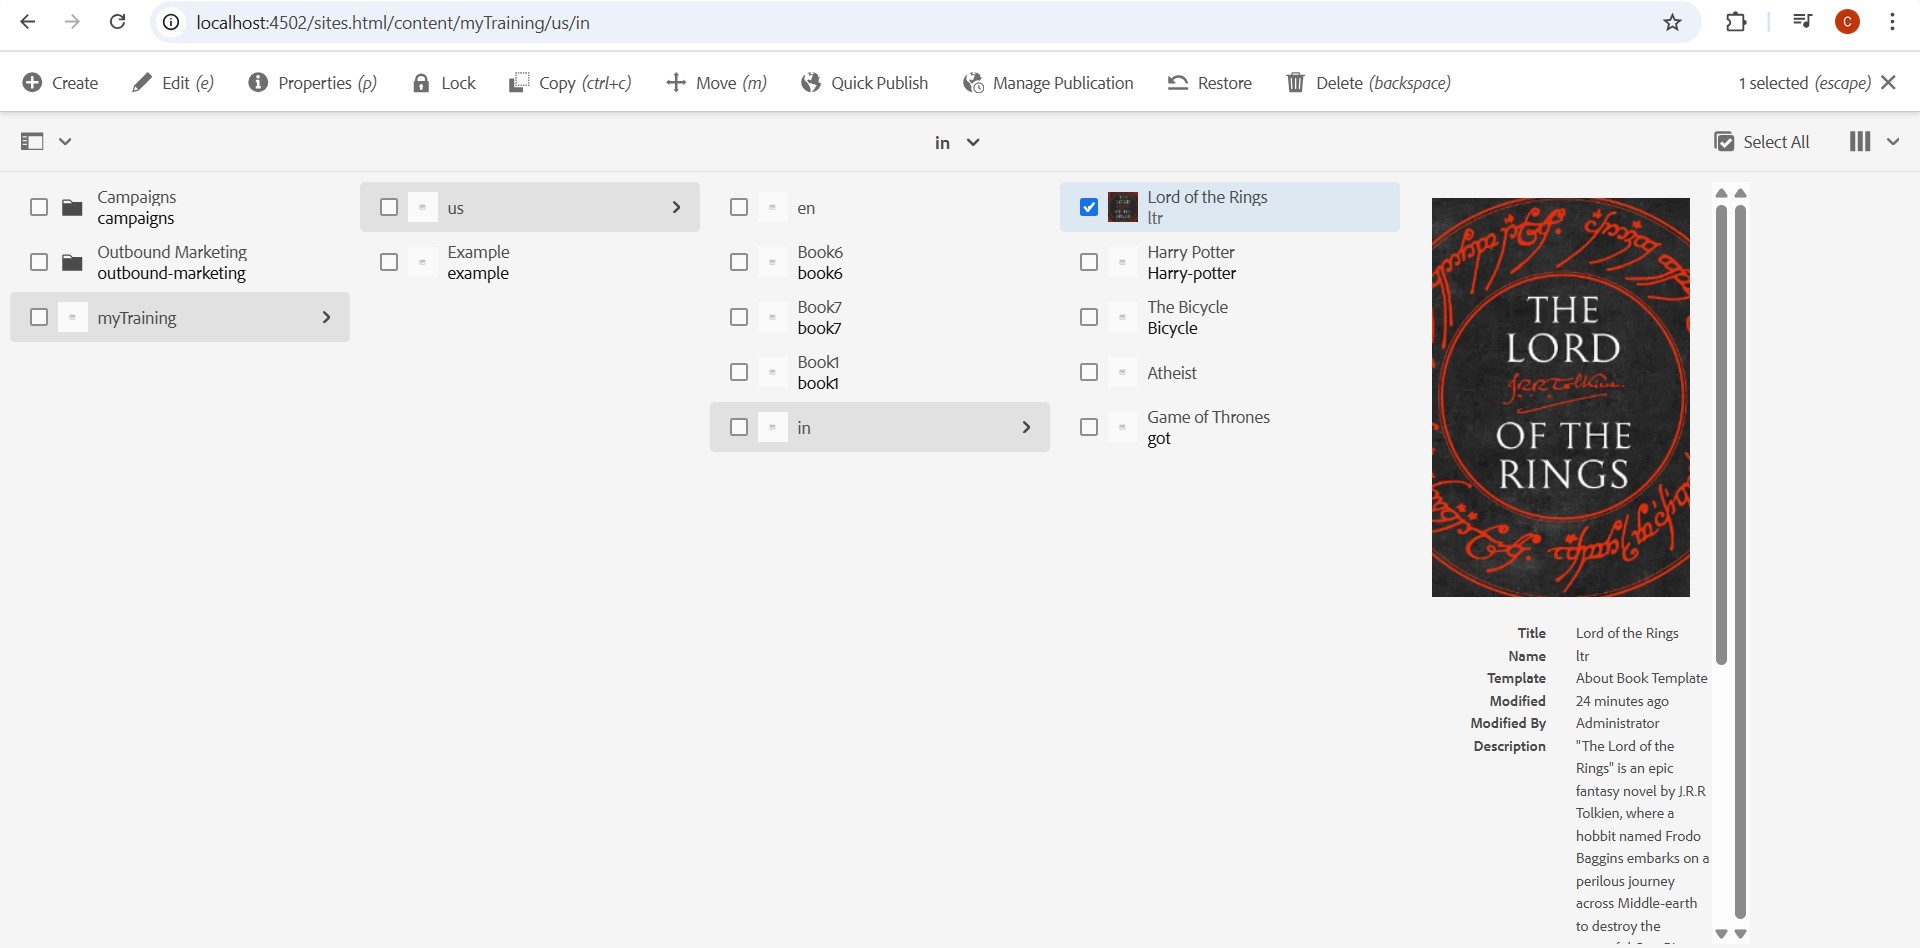 localhost:4502/sites.html/content/myTraining/us/in
C
Create
Edit (e)
Properties (p)
Lock
Copy (ctrl+c)
Move (m)
Quick Publish
Manage Publication
Restore
Delete (backspace)
1 selected (escape)
in
Select All
Campaigns
campaigns
Outbound Marketing
outbound-marketing
myTraining
us
Example
example
en
Book6
book6
Book7
book7
Book1
book1
in
Lord of the Rings
ltr
Harry Potter
Harry-potter
The Bicycle
Bicycle
Atheist
Game of Thrones
got
THE
LORD
J.R.R. Tolkien
OF THE
RINGS
Title Lord of the Rings
Name ltr
Template About Book Template
Modified 24 minutes ago
Modified By Administrator
Description "The Lord of the
Rings" is an epic
fantasy novel by J.R.R
Tolkien, where a
hobbit named Frodo
Baggins embarks on a
perilous journey
across Middle-earth
to destroy the